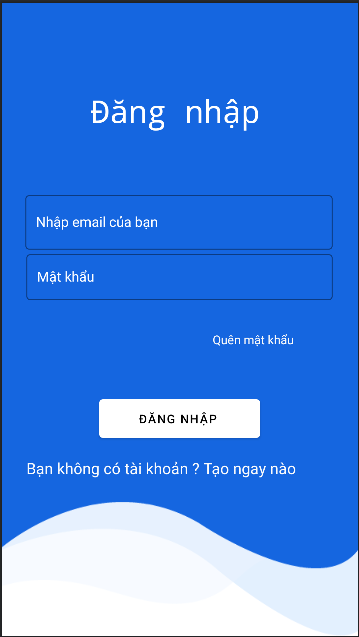 Đăng nhập
Nhập email của bạn
Mật khẩu
Quên mật khẩu
ĐĂNG NHẬP
Bạn không có tài khoản ? Tạo ngay nào